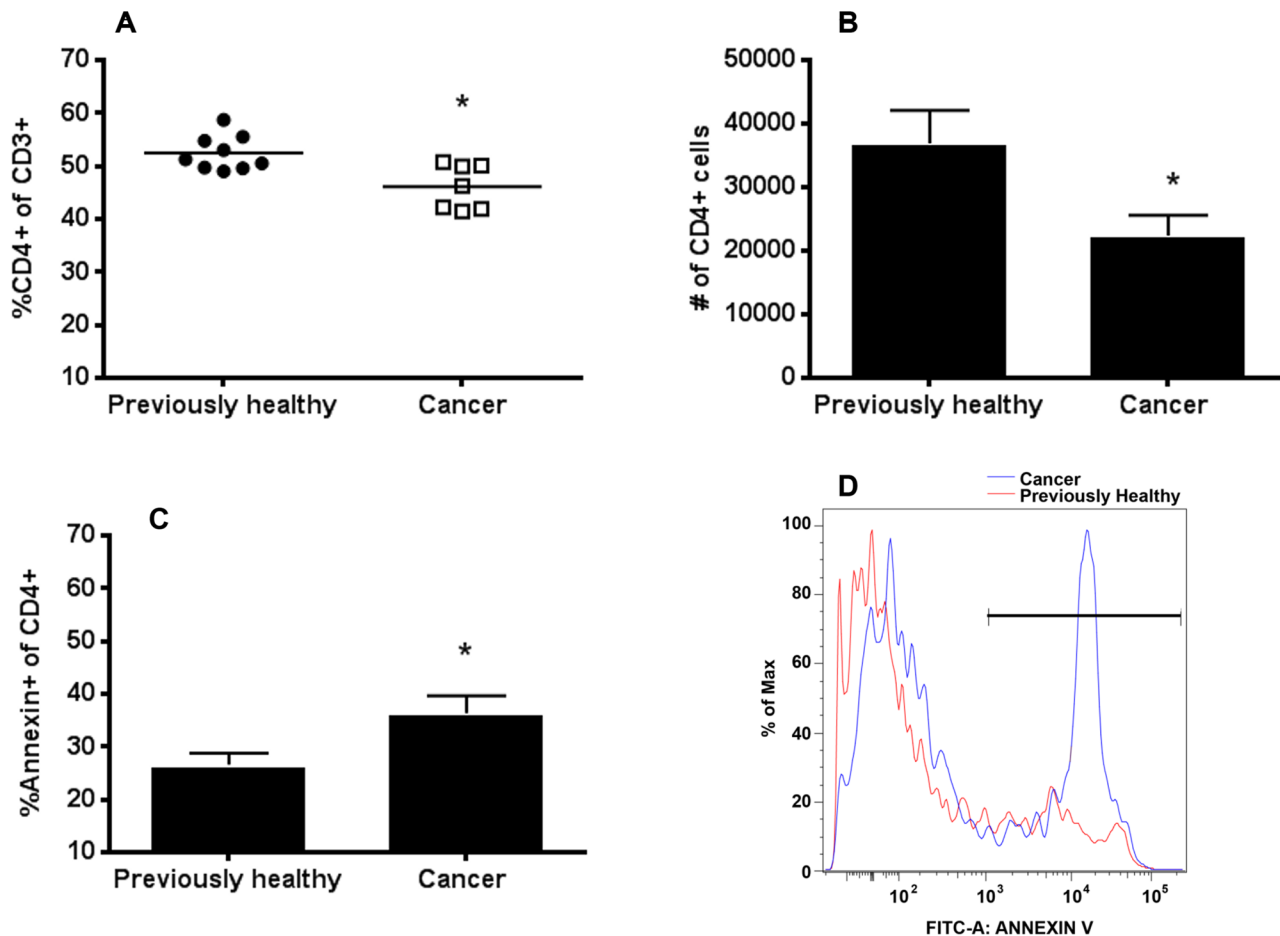 A
%CD4+ of CD3+
70
60
50
40
30
20
10
*
Previously healthy
Cancer
B
# of CD4+ cells
50000
40000
30000
20000
10000
0
*
Previously healthy
Cancer
C
%Annexin+ of CD4+
70
60
50
40
30
20
10
*
Previously healthy
Cancer
D
Cancer
Previously Healthy
% of Max
100
80
60
40
20
0
10²
10³
10⁴
10⁵
FITC-A: ANNEXIN V